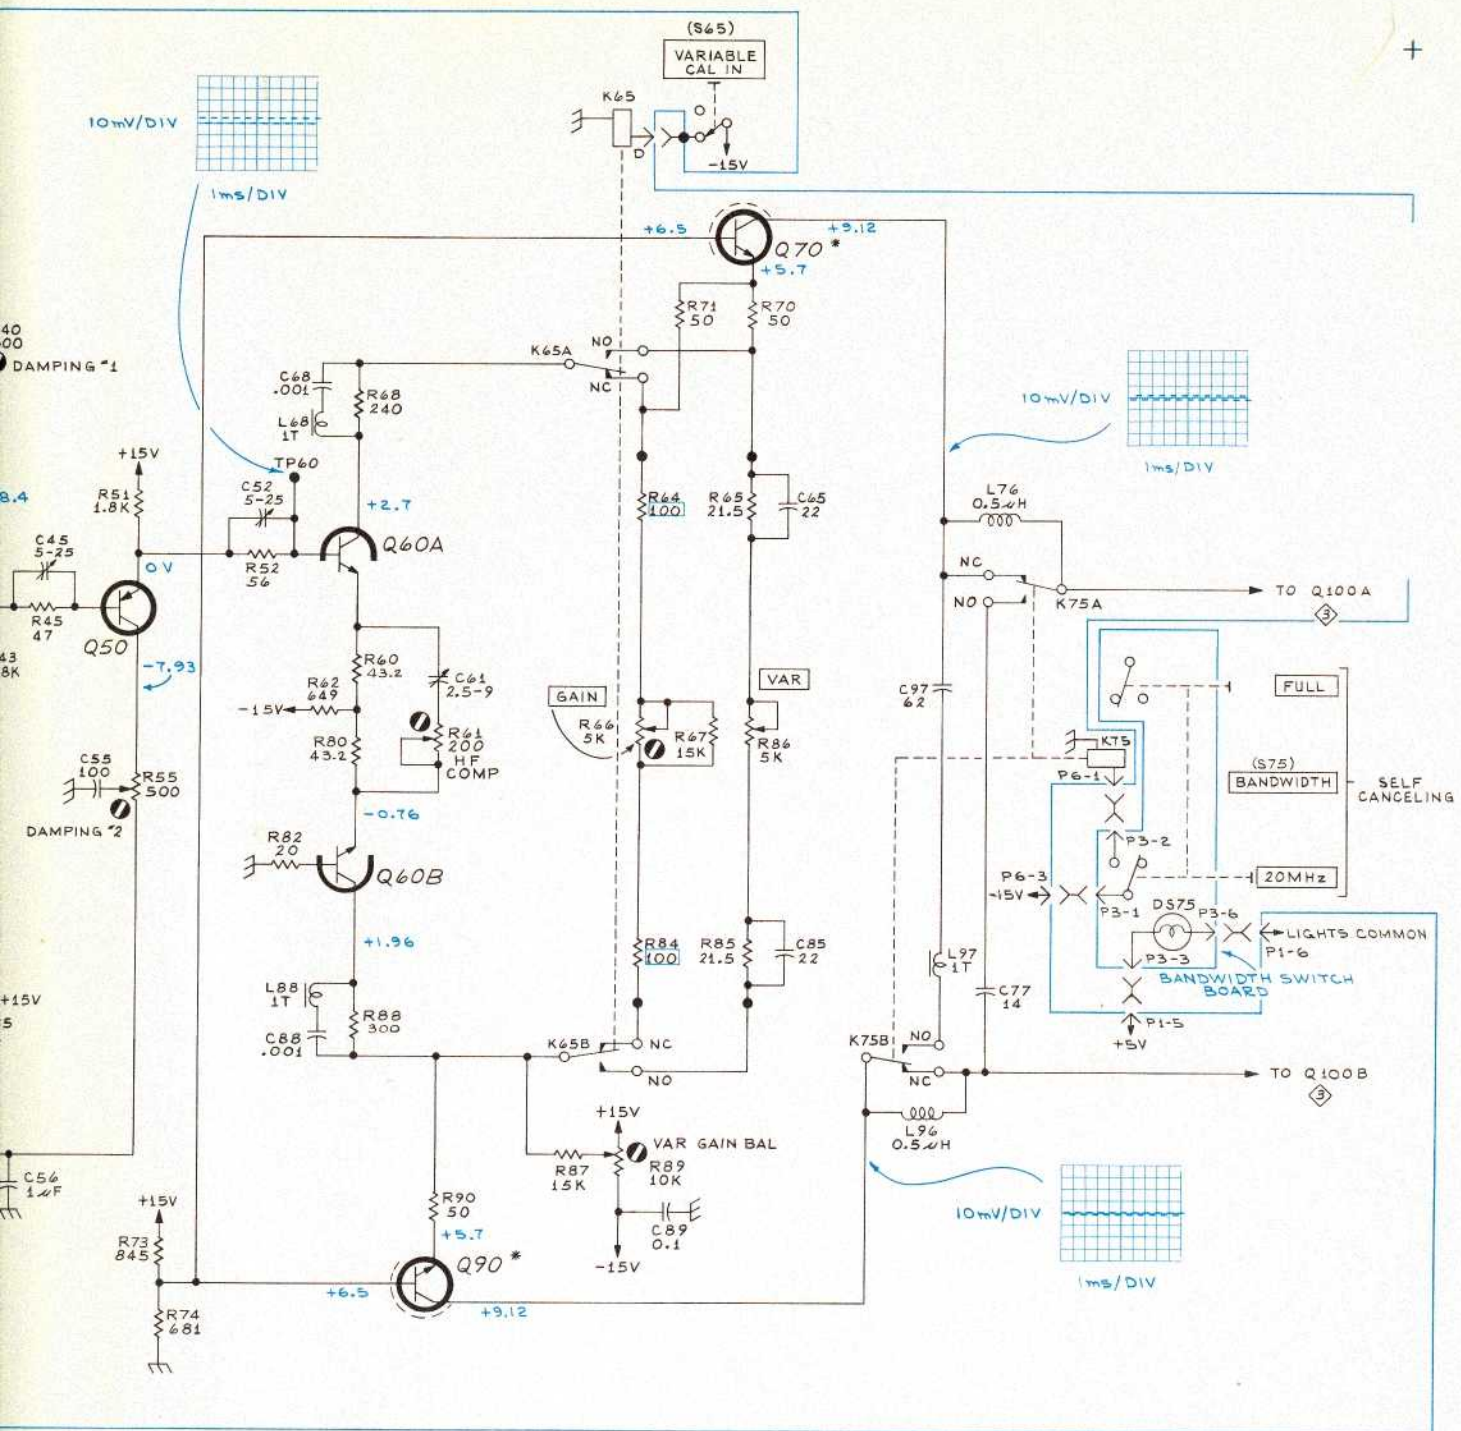 (S65)
VARIABLE
CAL IN
K65
D
-15V
10mV/DIV
1ms/DIV
+6.5
+9.12
Q70*
+5.7
R71
50
R70
50
40
00
DAMPING #1
K65A
NO
NC
C68
.001
R68
240
L68
1T
TP60
10mV/DIV
1ms/DIV
+15V
8.4
R51
1.8K
C52
5-25
+2.7
R64
100
R65
21.5
C65
22
L76
0.5µH
C45
5-25
0V
R52
56
Q60A
NC
NO
K75A
TO Q100A
3
R45
47
Q50
43
8K
-7.93
R60
43.2
C61
2.5-9
R62
649
-15V
GAIN
VAR
C97
62
FULL
R80
43.2
R61
200
HF
COMP
R66
5K
R67
15K
R86
5K
K75
P6-1
(S75)
BANDWIDTH
SELF
CANCELING
C55
100
R55
500
DAMPING #2
-0.76
R82
20
P3-2
Q60B
P6-3
-15V
20MHz
P3-1
DS75
P3-6
LIGHTS COMMON
P1-6
P3-3
+1.96
R84
100
R85
21.5
C85
22
L97
1T
BANDWIDTH SWITCH
BOARD
+15V
5
L88
1T
R88
300
C88
.001
C77
14
P1-5
+5V
K65B
NC
NO
K75B
NO
NC
TO Q100B
3
+15V
VAR GAIN BAL
L96
0.5µH
R87
15K
R89
10K
C56
1µF
+15V
R90
50
C89
0.1
10mV/DIV
1ms/DIV
R73
845
+5.7
Q90*
-15V
+6.5
+9.12
R74
681